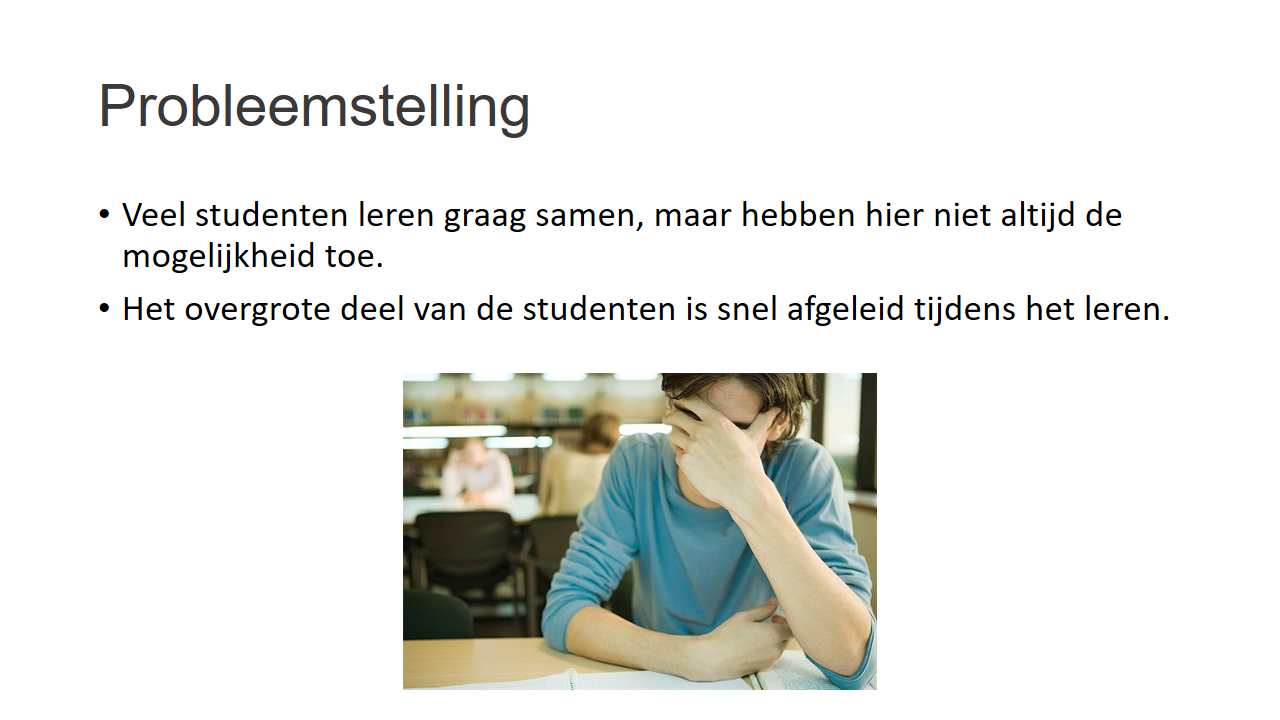 Probleemstelling
• Veel studenten leren graag samen, maar hebben hier niet altijd de
mogelijkheid toe.
• Het overgrote deel van de studenten is snel afgeleid tijdens het leren.